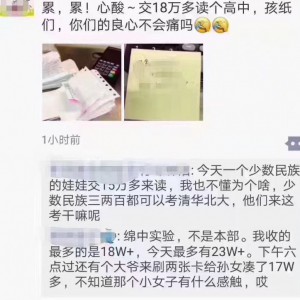 累，累！心酸～交18万多读个高中，孩纸
们，你们的良心不会痛吗
1小时前
：今天一个少数民族
的娃娃交15万多来读，我也不懂为个啥，少
数民族三两百都可以考清华北大，他们来这
考干嘛呢
：绵中实验，不是本部。我收的
最多的是18W+，今天最多有23W+。下午六
点过还有个大爷来刷两张卡给孙女凑了17W
多，不知道那个小女子有什么感触，